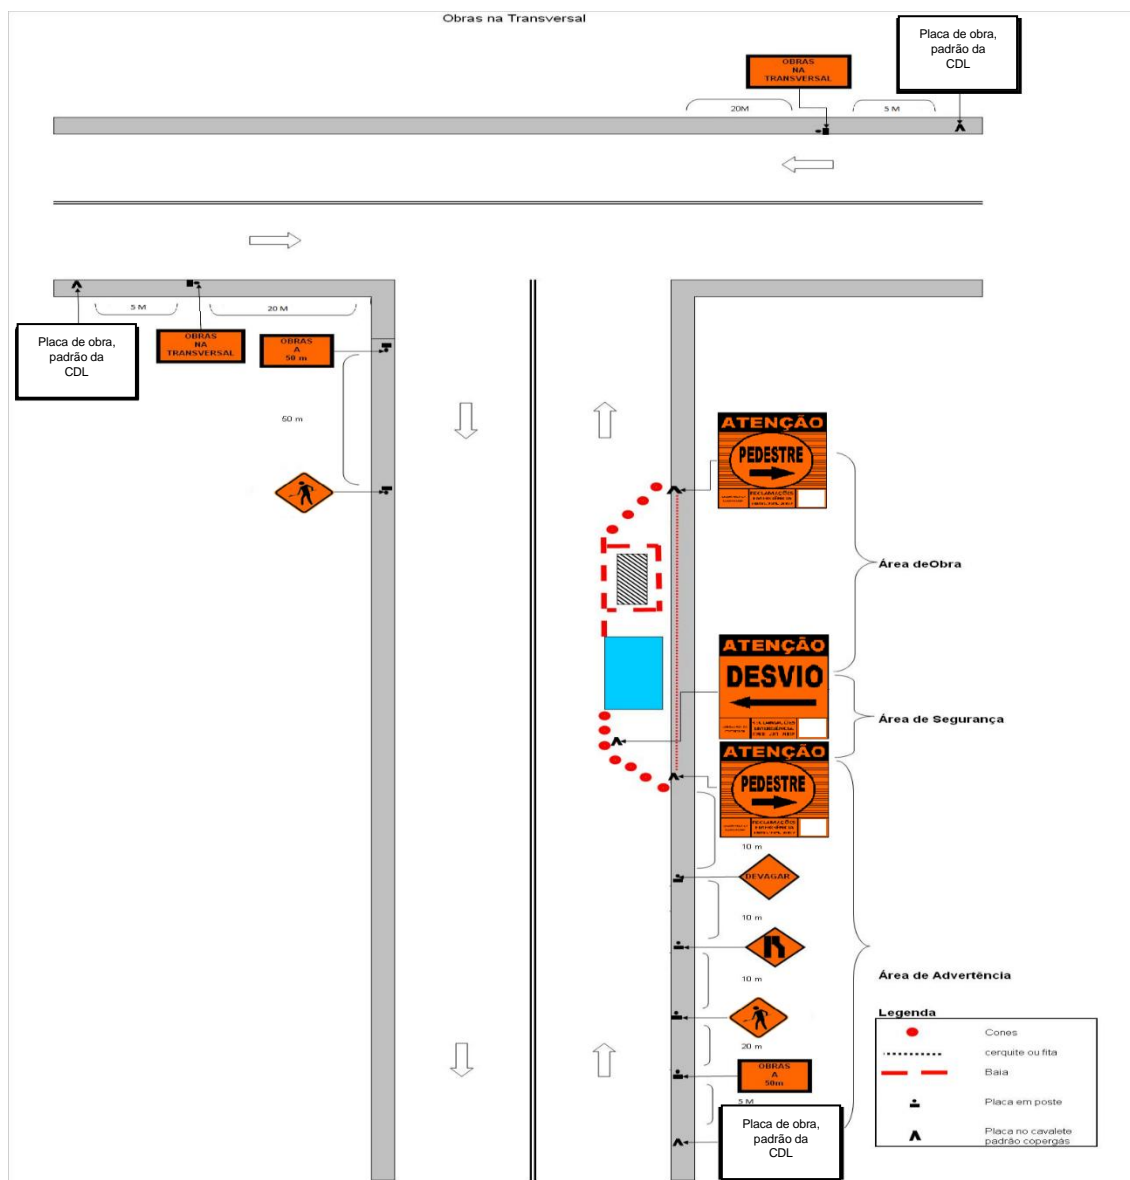 Obras na Transversal
Placa de obra,
padrão da
CDL
OBRAS
NA
TRANSVERSAL
20M
5 M
5 M
20 M
Placa de obra,
padrão da
CDL
OBRAS
NA
TRANSVERSAL
OBRAS
A
50 m
50 m
ATENÇÃO
PEDESTRE
RECLAMAÇÕES
Área deObra
ATENÇÃO
DESVIO
Área de Segurança
ATENÇÃO
PEDESTRE
RECLAMAÇÕES
10 m
DEVAGAR
10 m
10 m
Área de Advertência
20 m
OBRAS
A
50m
5 M
Placa de obra,
padrão da
CDL
Legenda
Cones
cerquite ou fita
Baia
Placa em poste
Placa no cavalete
padrão copergás